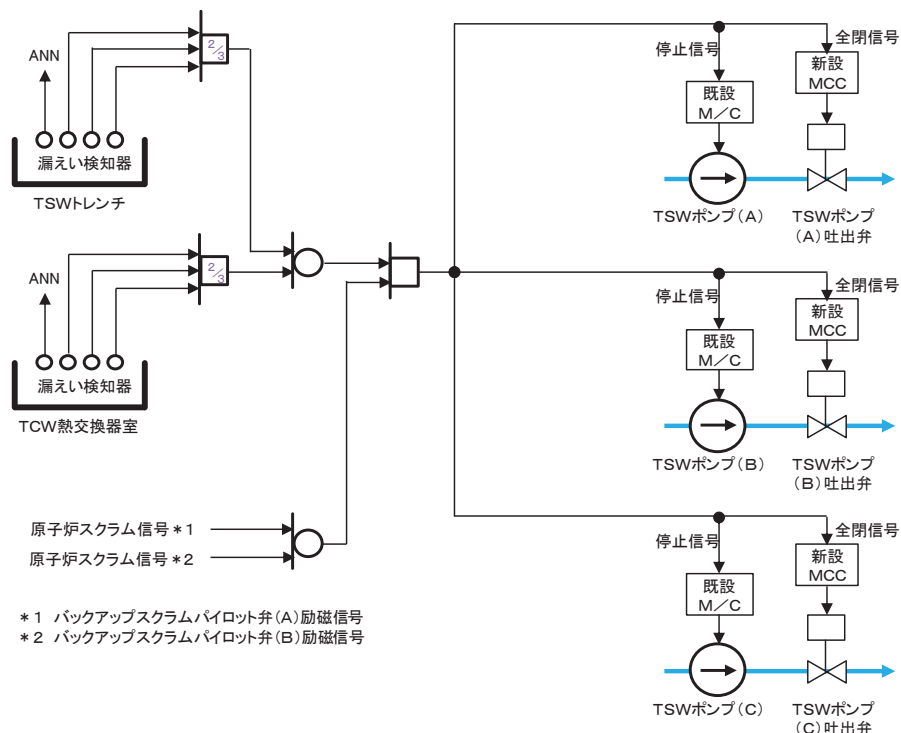 ANN
2/3
漏えい検知器
TSWトレンチ
ANN
2/3
漏えい検知器
TCW熱交換器室
原子炉スクラム信号*1
原子炉スクラム信号*2
*1 バックアップスクラムパイロット弁(A)励磁信号
*2 バックアップスクラムパイロット弁(B)励磁信号
停止信号
全閉信号
既設
M/C
新設
MCC
TSWポンプ(A)
TSWポンプ
(A)吐出弁
停止信号
全閉信号
既設
M/C
新設
MCC
TSWポンプ(B)
TSWポンプ
(B)吐出弁
停止信号
全閉信号
既設
M/C
新設
MCC
TSWポンプ(C)
TSWポンプ
(C)吐出弁